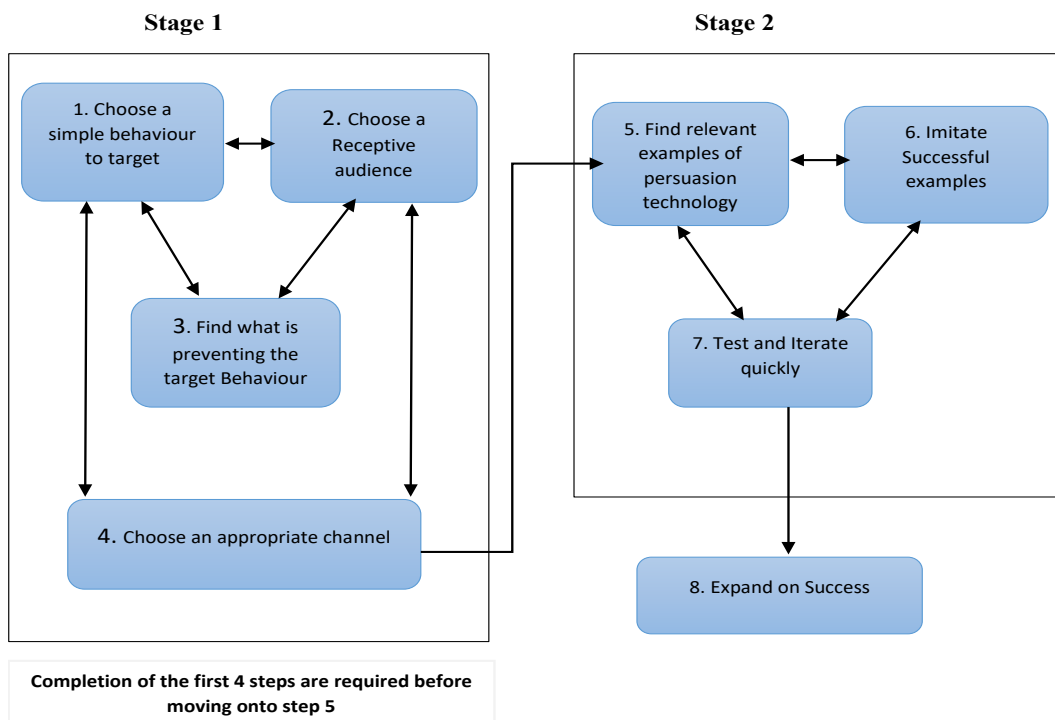 Stage 1
1. Choose a
simple behaviour
to target
2. Choose a
Receptive
audience
3. Find what is
preventing the
target Behaviour
4. Choose an appropriate channel
Completion of the first 4 steps are required before
moving onto step 5
Stage 2
5. Find relevant
examples of
persuasion
technology
6. Imitate
Successful
examples
7. Test and Iterate
quickly
8. Expand on Success